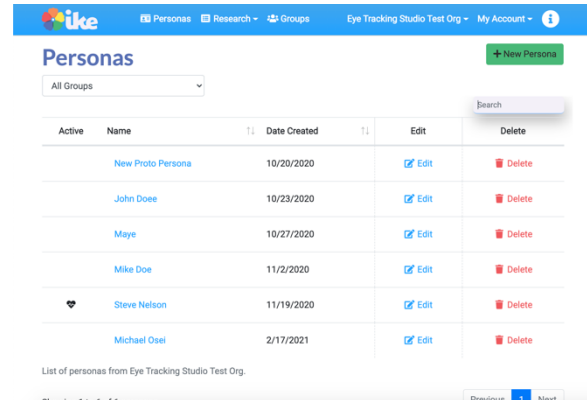 ike Personas Research Groups Eye Tracking Studio Test Org My Account i
Personas
+ New Persona
All Groups
Search
Active Name Date Created Edit Delete
New Proto Persona 10/20/2020 Edit Delete
John Doee 10/23/2020 Edit Delete
Maye 10/27/2020 Edit Delete
Mike Doe 11/2/2020 Edit Delete
Steve Nelson 11/19/2020 Edit Delete
Michael Osei 2/17/2021 Edit Delete
List of personas from Eye Tracking Studio Test Org.
Previous 1 Next